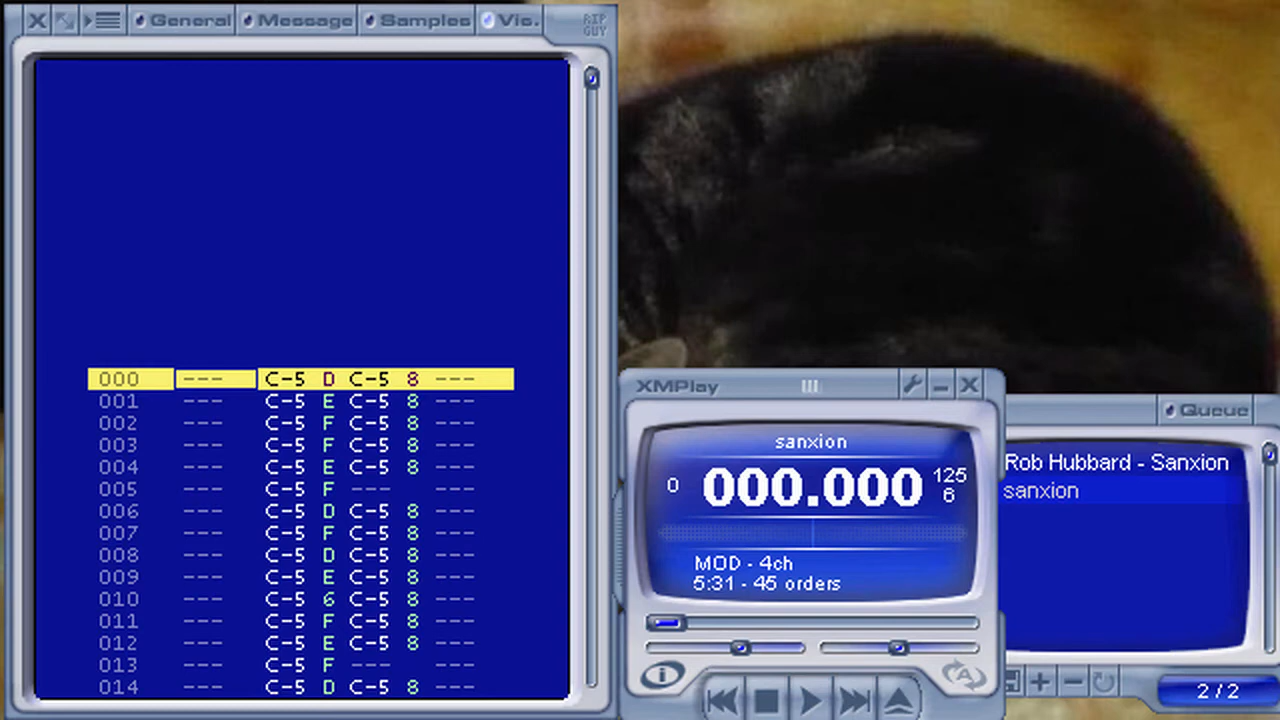 General Message Samples Vis. RIP GUY
000 --- C-5 D C-5 8 ---
001 --- C-5 E C-5 8 ---
002 --- C-5 F C-5 8 ---
003 --- C-5 F C-5 8 ---
004 --- C-5 E C-5 8 ---
005 --- C-5 F --- ---
006 --- C-5 D C-5 8 ---
007 --- C-5 F C-5 8 ---
008 --- C-5 D C-5 8 ---
009 --- C-5 E C-5 8 ---
010 --- C-5 6 C-5 8 ---
011 --- C-5 F C-5 8 ---
012 --- C-5 E C-5 8 ---
013 --- C-5 F --- ---
014 --- C-5 D C-5 8 ---
XMPlay
sanxion
0 000.000 125
6
MOD - 4ch
5:31 - 45 orders
Queue
Rob Hubbard - Sanxion
sanxion
2 / 2